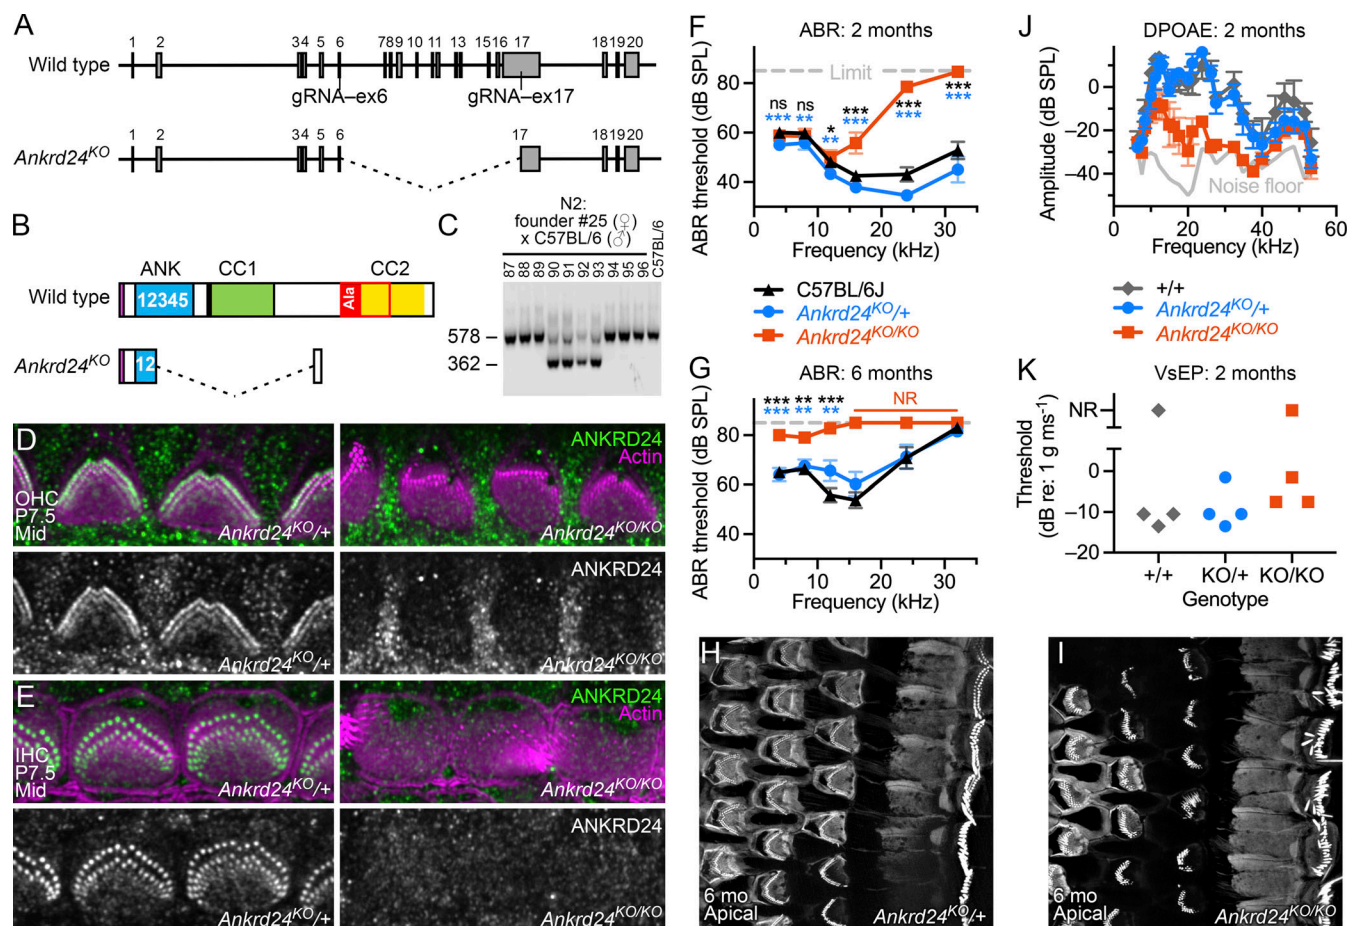 A
1 2 34 5 6 789 10 11 13 15 16 17 18 19 20
Wild type
gRNA–ex6 gRNA–ex17
1 2 34 5 6 17 18 19 20
Ankrd24KO
B
ANK CC1 CC2
Wild type 12345 Ala
Ankrd24KO 12
C
N2:
founder #25 (♀)
x C57BL/6 (♂)
87 88 89 90 91 92 93 94 95 96 C57BL/6
578
362
D
ANKRD24
Actin
OHC
P7.5
Mid
Ankrd24KO/+ Ankrd24KO/KO
ANKRD24
Ankrd24KO/+ Ankrd24KO/KO
E
ANKRD24
Actin
IHC
P7.5
Mid
Ankrd24KO/+ Ankrd24KO/KO
ANKRD24
Ankrd24KO/+ Ankrd24KO/KO
F
ABR: 2 months
ABR threshold (dB SPL)
80
60
40
Limit
ns ns * *** *** ***
*** ** ** *** *** ***
0 10 20 30
Frequency (kHz)
C57BL/6J
Ankrd24KO/+
Ankrd24KO/KO
G
ABR: 6 months
ABR threshold (dB SPL)
80
60
40
*** ** ***
*** ** **
NR
0 10 20 30
Frequency (kHz)
H
6 mo
Apical
Ankrd24KO/+
I
6 mo
Apical
Ankrd24KO/KO
J
DPOAE: 2 months
Amplitude (dB SPL)
0
−20
−40
Noise floor
0 20 40 60
Frequency (kHz)
+/+
Ankrd24KO/+
Ankrd24KO/KO
K
VsEP: 2 months
Threshold
(dB re: 1 g ms-1)
NR
0
−10
−20
+/+ KO/+ KO/KO
Genotype